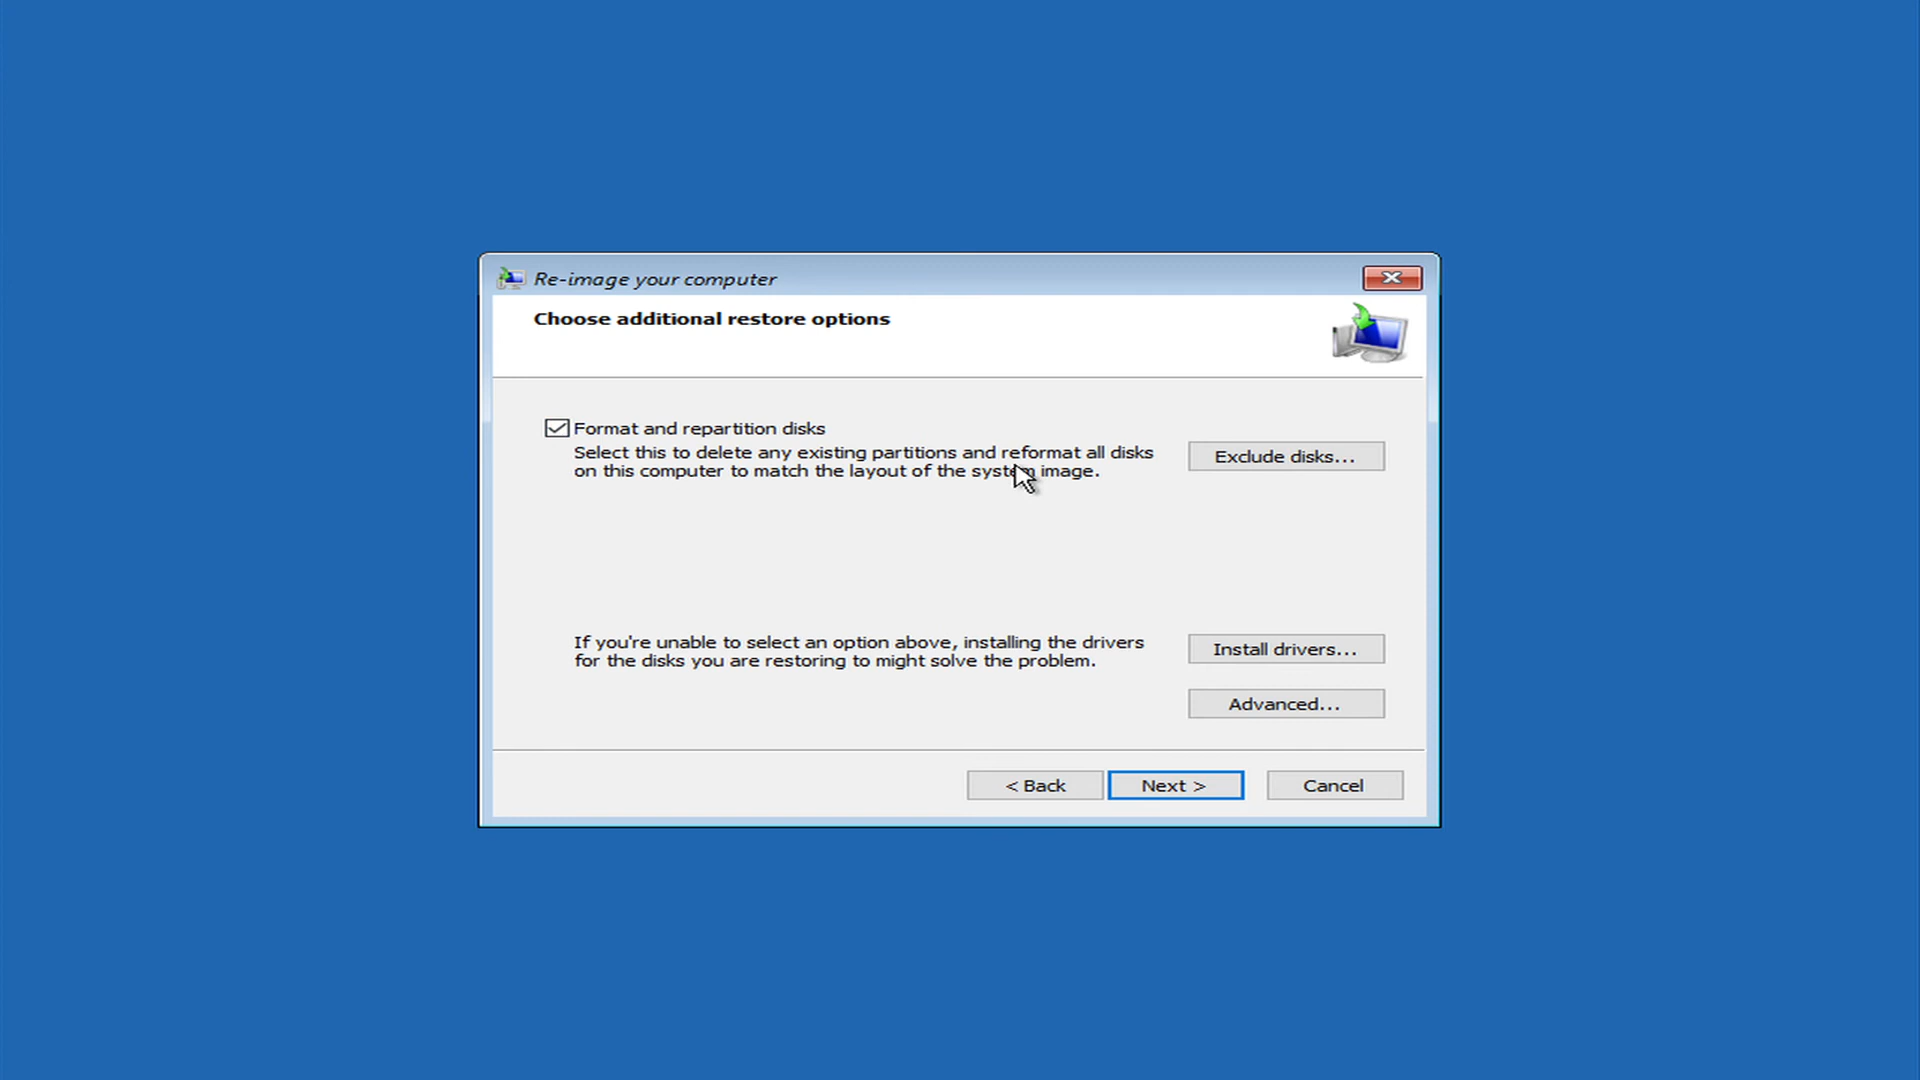 Re-image your computer
Choose additional restore options
Format and repartition disks
Select this to delete any existing partitions and reformat all disks
on this computer to match the layout of the system image.
Exclude disks...
If you're unable to select an option above, installing the drivers
for the disks you are restoring to might solve the problem.
Install drivers...
Advanced...
< Back
Next >
Cancel